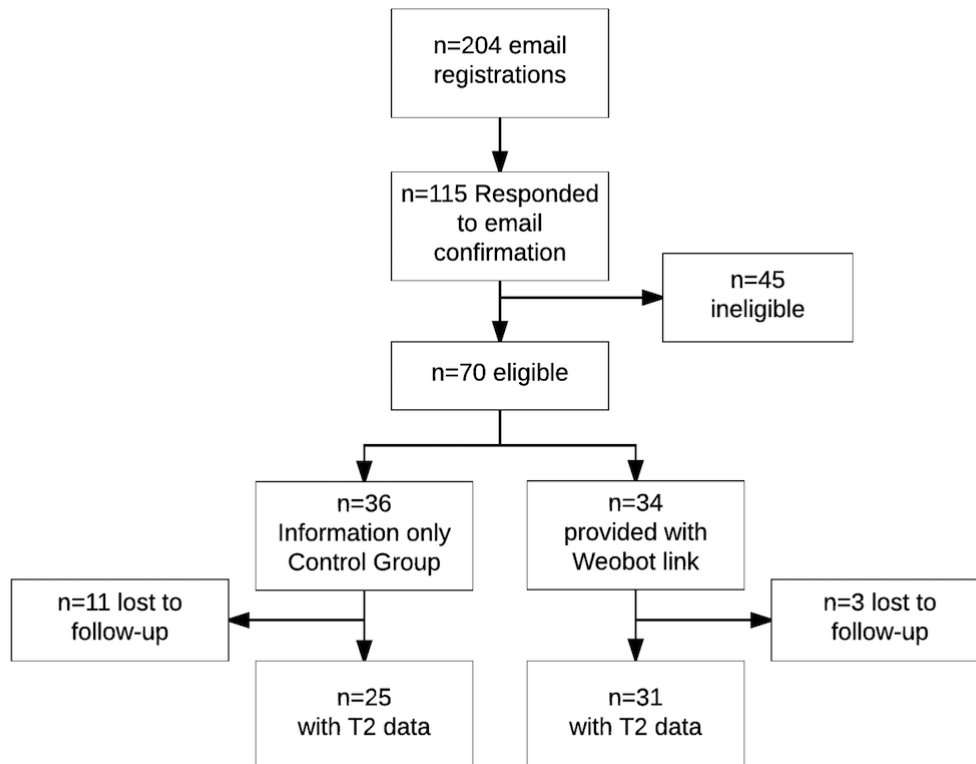 n=204 email
registrations
n=115 Responded
to email
confirmation
n=45
ineligible
n=70 eligible
n=36
Information only
Control Group
n=34
provided with
Weobot link
n=11 lost to
follow-up
n=3 lost to
follow-up
n=25
with T2 data
n=31
with T2 data